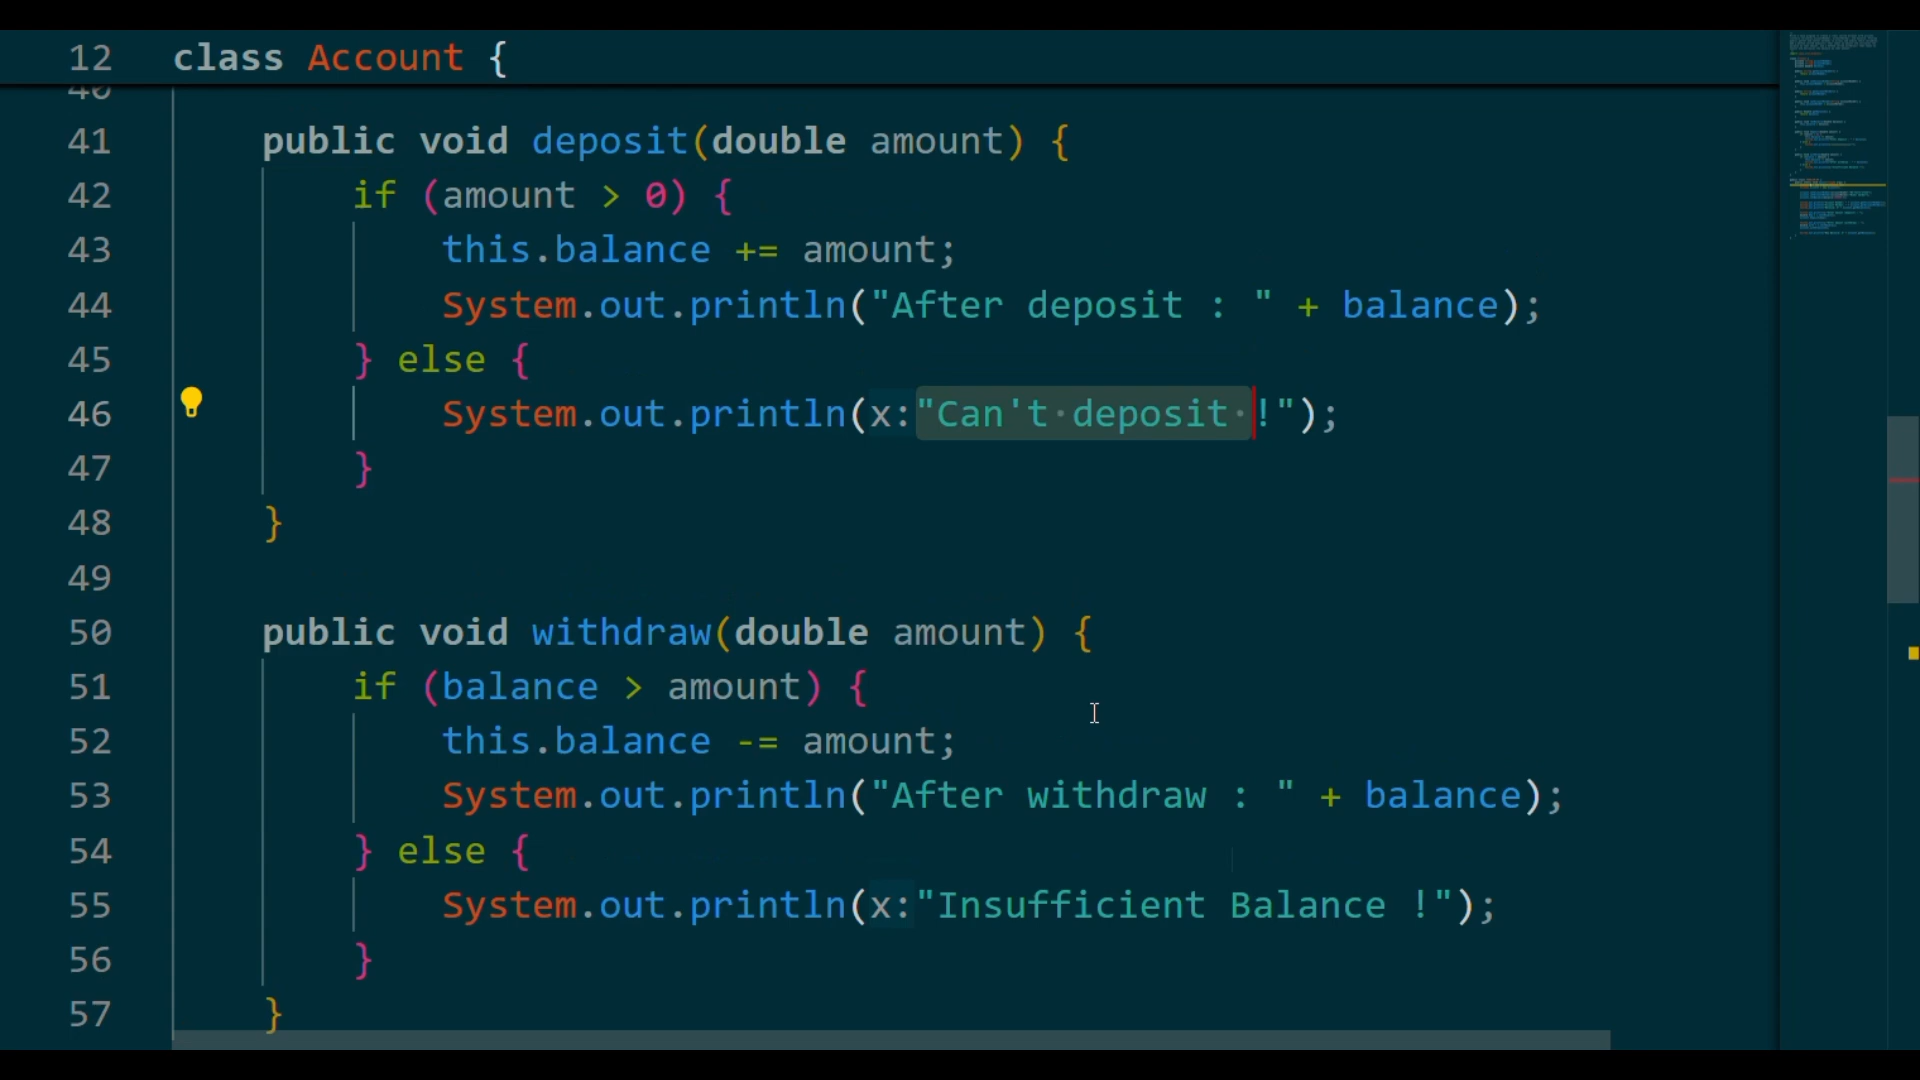 12 class Account {
40
41 public void deposit(double amount) {
42 if (amount > 0) {
43 this.balance += amount;
44 System.out.println("After deposit : " + balance);
45 } else {
46 System.out.println(x:"Can't·deposit·!");
47 }
48 }
49
50 public void withdraw(double amount) {
51 if (balance > amount) {
52 this.balance -= amount;
53 System.out.println("After withdraw : " + balance);
54 } else {
55 System.out.println(x:"Insufficient Balance !");
56 }
57 }